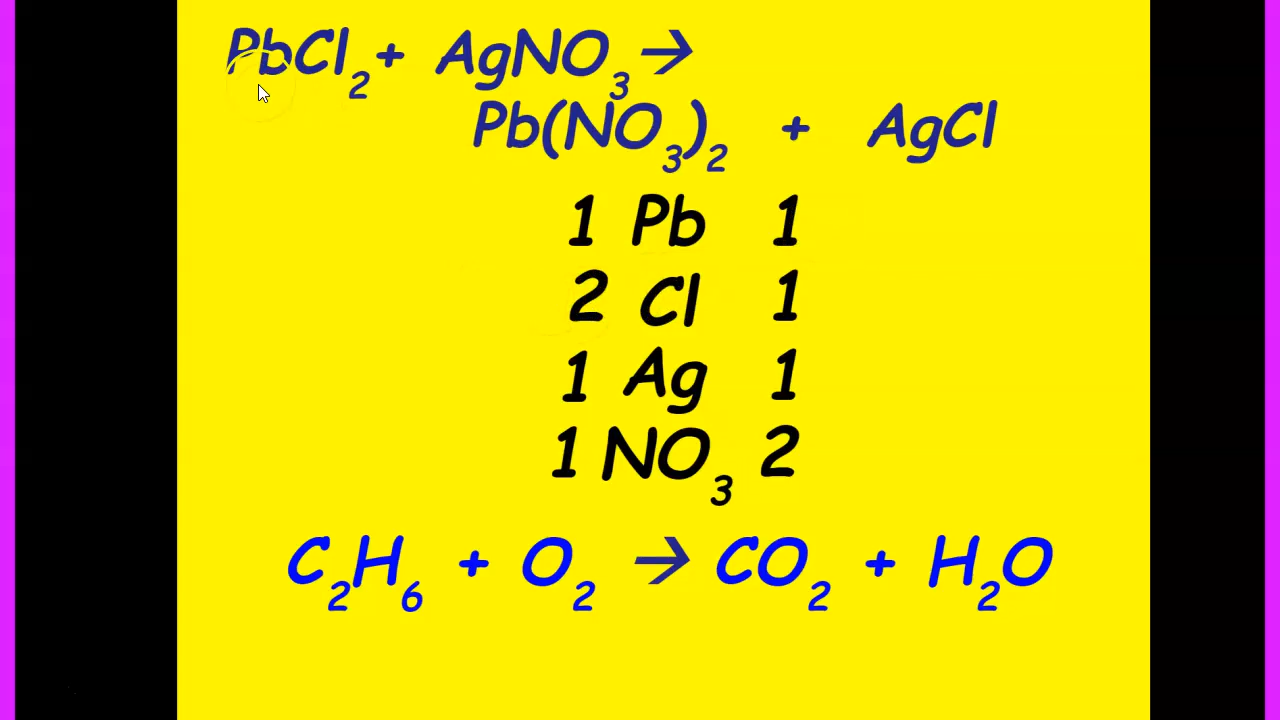 PbCl₂ + AgNO₃ →
Pb(NO₃)₂ + AgCl
1 Pb 1
2 Cl 1
1 Ag 1
1 NO₃ 2
C₂H₆ + O₂ → CO₂ + H₂O